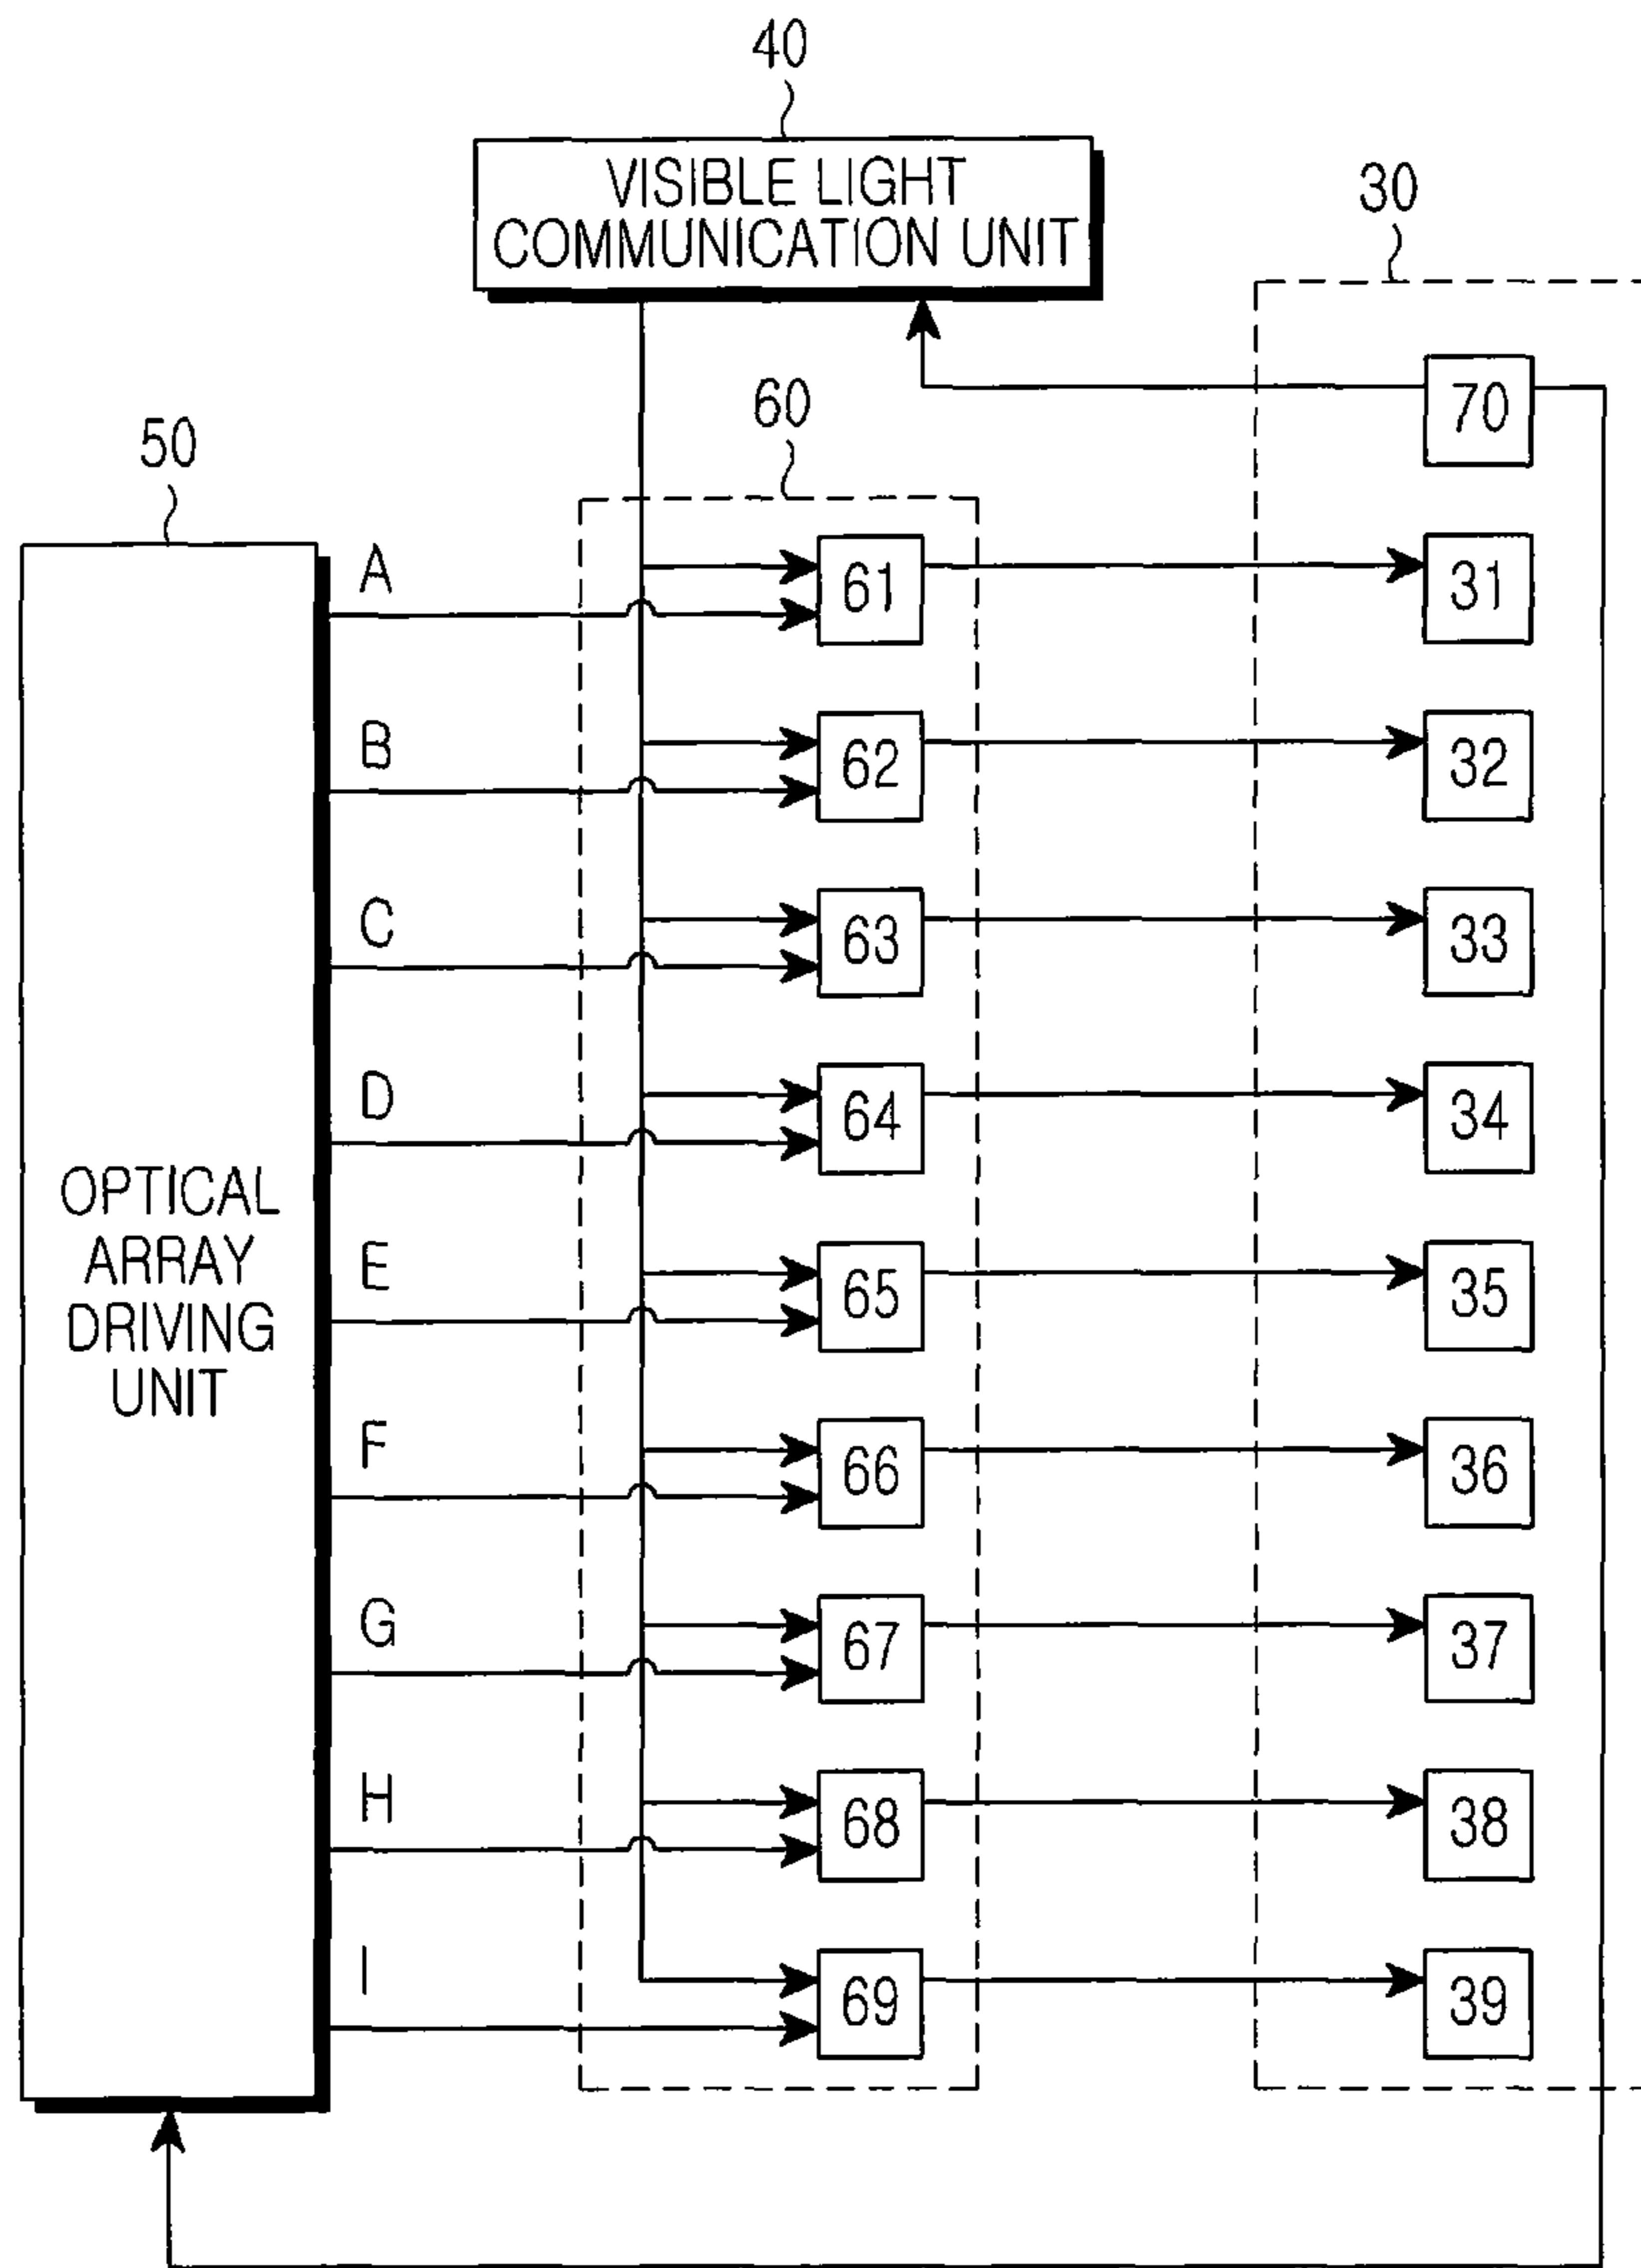 40
VISIBLE LIGHT
COMMUNICATION UNIT
30
70
60
50
A
61
31
B
62
32
C
63
33
D
64
34
OPTICAL
ARRAY
DRIVING
UNIT
E
65
35
F
66
36
G
67
37
H
68
38
I
69
39